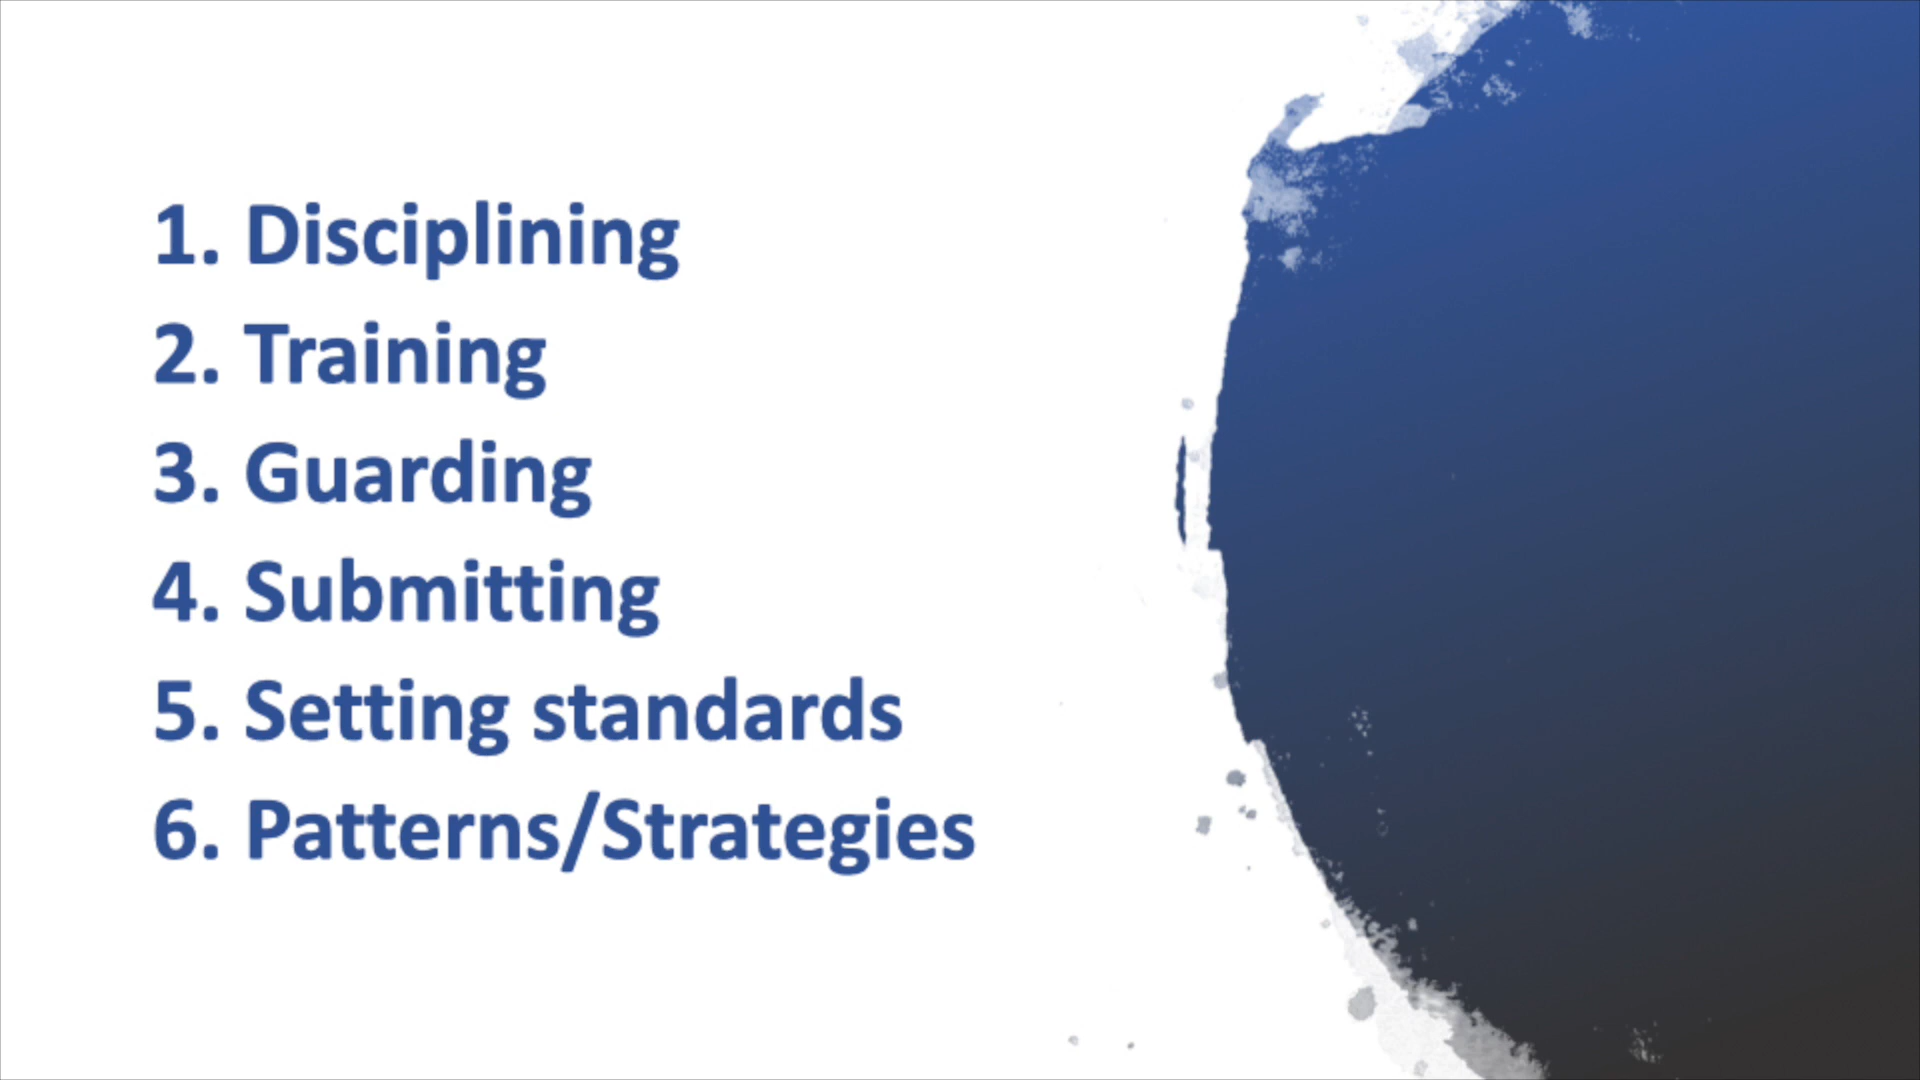 1. Disciplining
2. Training
3. Guarding
4. Submitting
5. Setting standards
6. Patterns/Strategies